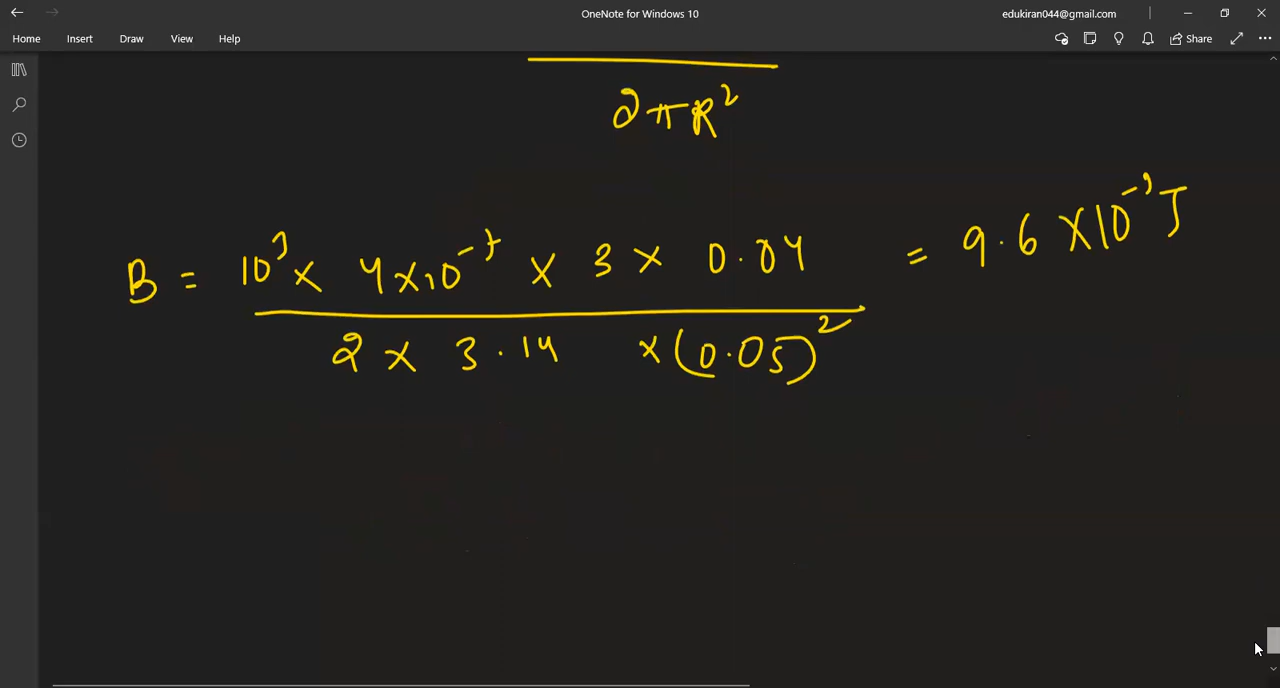 OneNote for Windows 10
edukiran044@gmail.com
Home Insert Draw View Help
Share
2πR²
B = 10³ × 4×10⁻⁷ × 3 × 0.04 = 9.6 ×10⁻³ T
2 × 3.14 ×(0.05)²